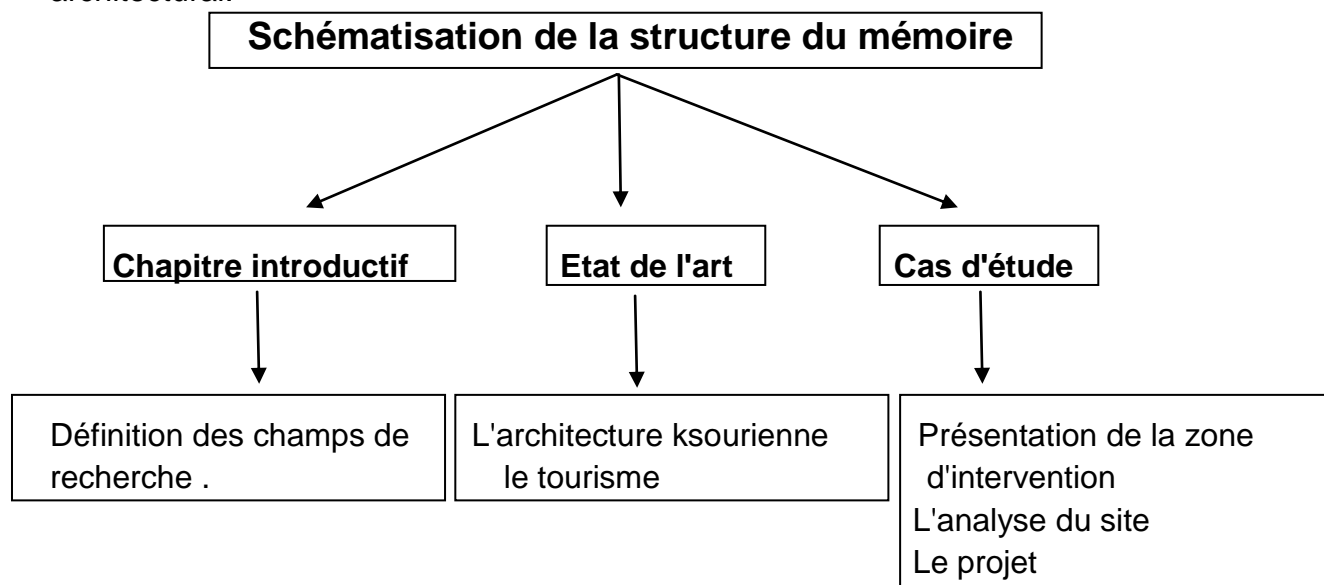 Schématisation de la structure du mémoire
Chapitre introductif
Etat de l'art
Cas d'étude
Définition des champs de
recherche .
L'architecture ksourienne
le tourisme
Présentation de la zone
d'intervention
L'analyse du site
Le projet